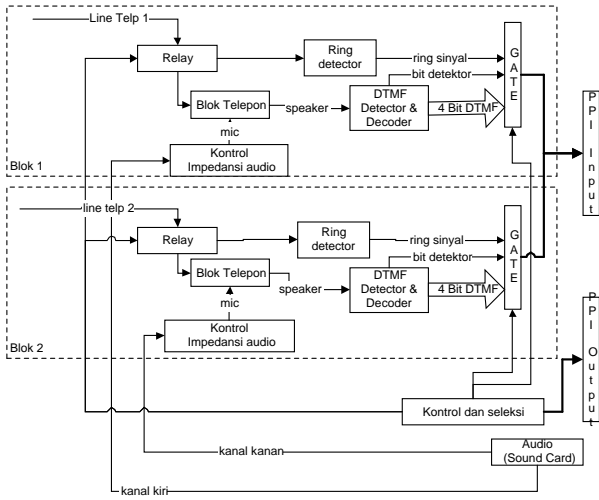 Line Telp 1
Relay
Ring
detector
ring sinyal
bit detektor
Blok Telepon
speaker
DTMF
Detector &
Decoder
4 Bit DTMF
G
A
T
E
mic
Kontrol
Impedansi audio
Blok 1
P
P
I
I
n
p
u
t
line telp 2
Relay
Ring
detector
ring sinyal
bit detektor
Blok Telepon
speaker
DTMF
Detector &
Decoder
4 Bit DTMF
G
A
T
E
mic
Kontrol
Impedansi audio
Blok 2
P
P
I
O
u
t
p
u
t
Kontrol dan seleksi
Audio
(Sound Card)
kanal kanan
kanal kiri